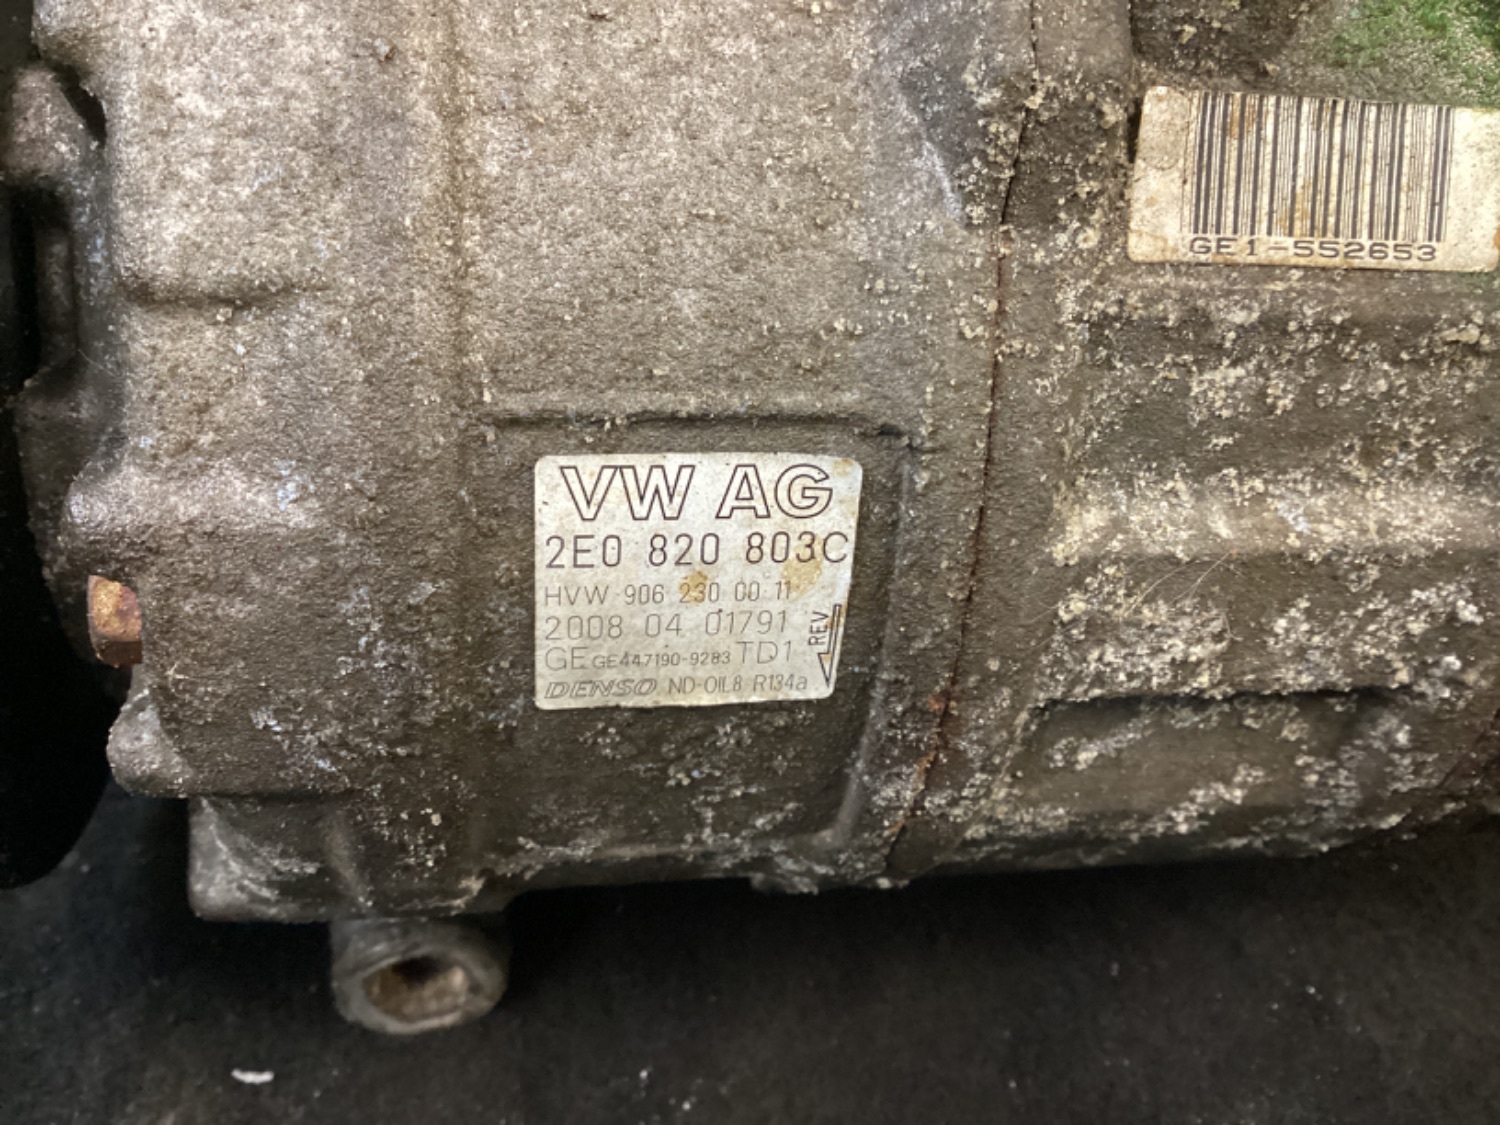 GE1-552653
VW AG
2E0 820 803C
HVW 906 230 00 11
2008 04 01791
REV
GE GE447190-9283 TD1
DENSO ND-OIL8 R134a